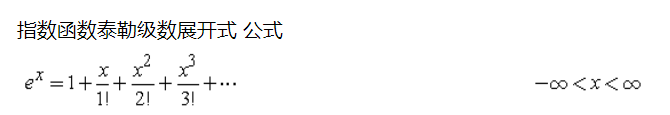 指数函数泰勒级数展开式 公式
e^x = 1 + x/1! + x^2/2! + x^3/3! + ⋯ −∞ < x < ∞